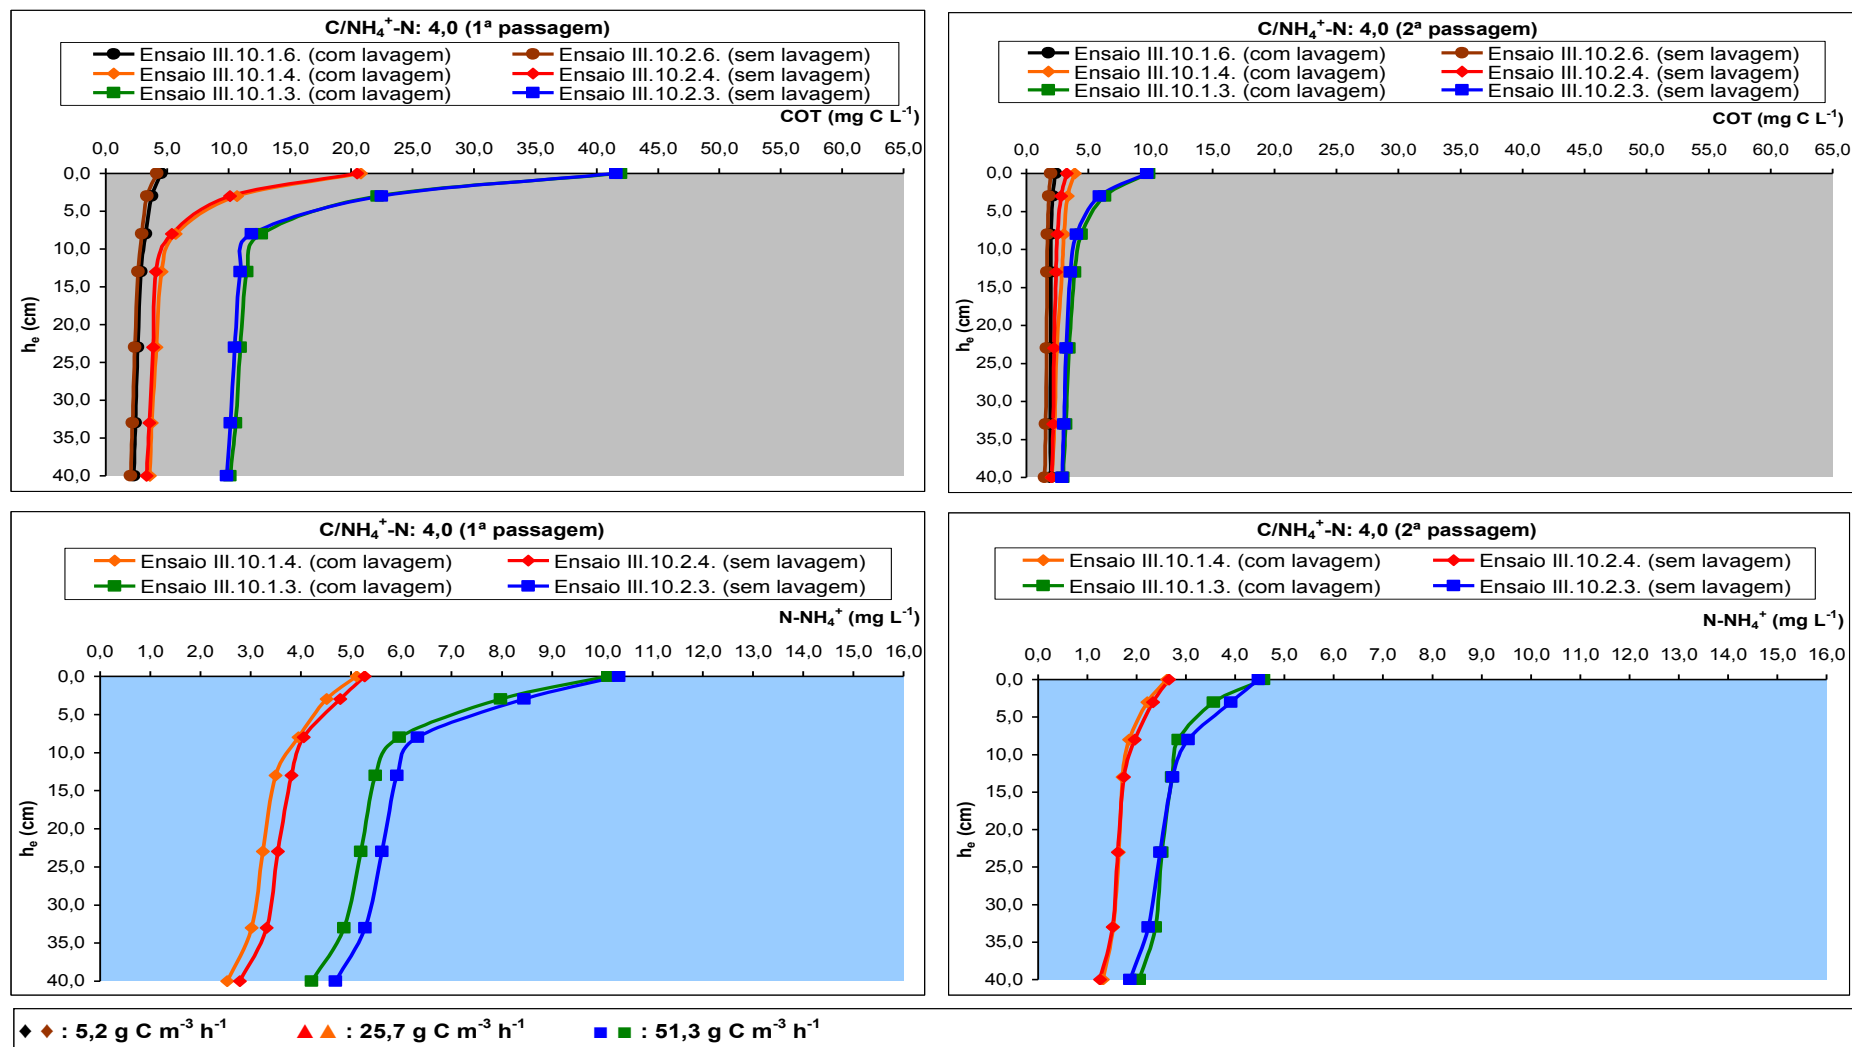 C/NH₄⁺-N: 4,0 (1ª passagem)
Ensaio III.10.1.6. (com lavagem) Ensaio III.10.2.6. (sem lavagem)
Ensaio III.10.1.4. (com lavagem) Ensaio III.10.2.4. (sem lavagem)
Ensaio III.10.1.3. (com lavagem) Ensaio III.10.2.3. (sem lavagem)
COT (mg C L⁻¹)
0,0 5,0 10,0 15,0 20,0 25,0 30,0 35,0 40,0 45,0 50,0 55,0 60,0 65,0
0,0
5,0
10,0
15,0
20,0
25,0
30,0
35,0
40,0
hₑ (cm)
C/NH₄⁺-N: 4,0 (2ª passagem)
Ensaio III.10.1.6. (com lavagem) Ensaio III.10.2.6. (sem lavagem)
Ensaio III.10.1.4. (com lavagem) Ensaio III.10.2.4. (sem lavagem)
Ensaio III.10.1.3. (com lavagem) Ensaio III.10.2.3. (sem lavagem)
COT (mg C L⁻¹)
0,0 5,0 10,0 15,0 20,0 25,0 30,0 35,0 40,0 45,0 50,0 55,0 60,0 65,0
0,0
5,0
10,0
15,0
20,0
25,0
30,0
35,0
40,0
hₑ (cm)
C/NH₄⁺-N: 4,0 (1ª passagem)
Ensaio III.10.1.4. (com lavagem) Ensaio III.10.2.4. (sem lavagem)
Ensaio III.10.1.3. (com lavagem) Ensaio III.10.2.3. (sem lavagem)
N-NH₄⁺ (mg L⁻¹)
0,0 1,0 2,0 3,0 4,0 5,0 6,0 7,0 8,0 9,0 10,0 11,0 12,0 13,0 14,0 15,0 16,0
0,0
5,0
10,0
15,0
20,0
25,0
30,0
35,0
40,0
hₑ (cm)
C/NH₄⁺-N: 4,0 (2ª passagem)
Ensaio III.10.1.4. (com lavagem) Ensaio III.10.2.4. (sem lavagem)
Ensaio III.10.1.3. (com lavagem) Ensaio III.10.2.3. (sem lavagem)
N-NH₄⁺ (mg L⁻¹)
0,0 1,0 2,0 3,0 4,0 5,0 6,0 7,0 8,0 9,0 10,0 11,0 12,0 13,0 14,0 15,0 16,0
0,0
5,0
10,0
15,0
20,0
25,0
30,0
35,0
40,0
hₑ (cm)
: 5,2 g C m⁻³ h⁻¹ : 25,7 g C m⁻³ h⁻¹ : 51,3 g C m⁻³ h⁻¹